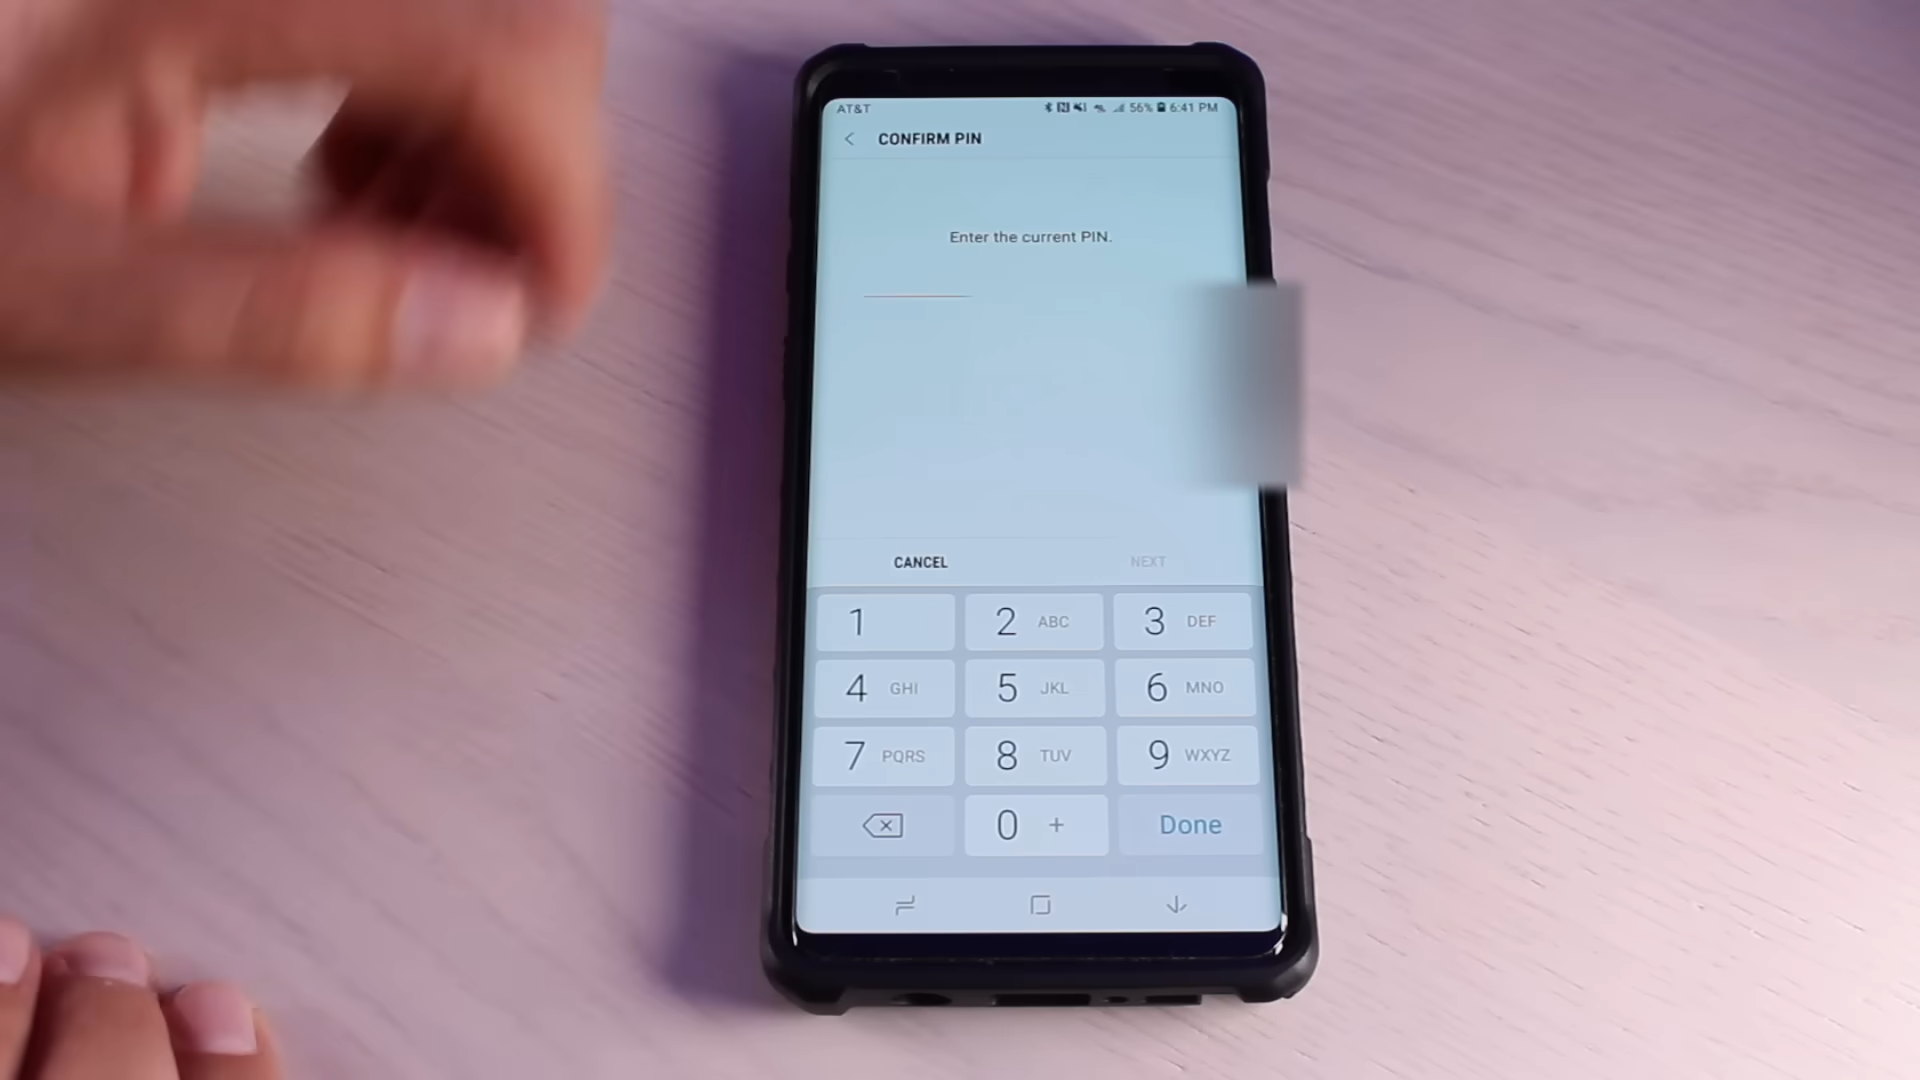 AT&T 56% 6:41 PM
CONFIRM PIN
Enter the current PIN.
CANCEL NEXT
1 2 ABC 3 DEF
4 GHI 5 JKL 6 MNO
7 PQRS 8 TUV 9 WXYZ
0 + Done